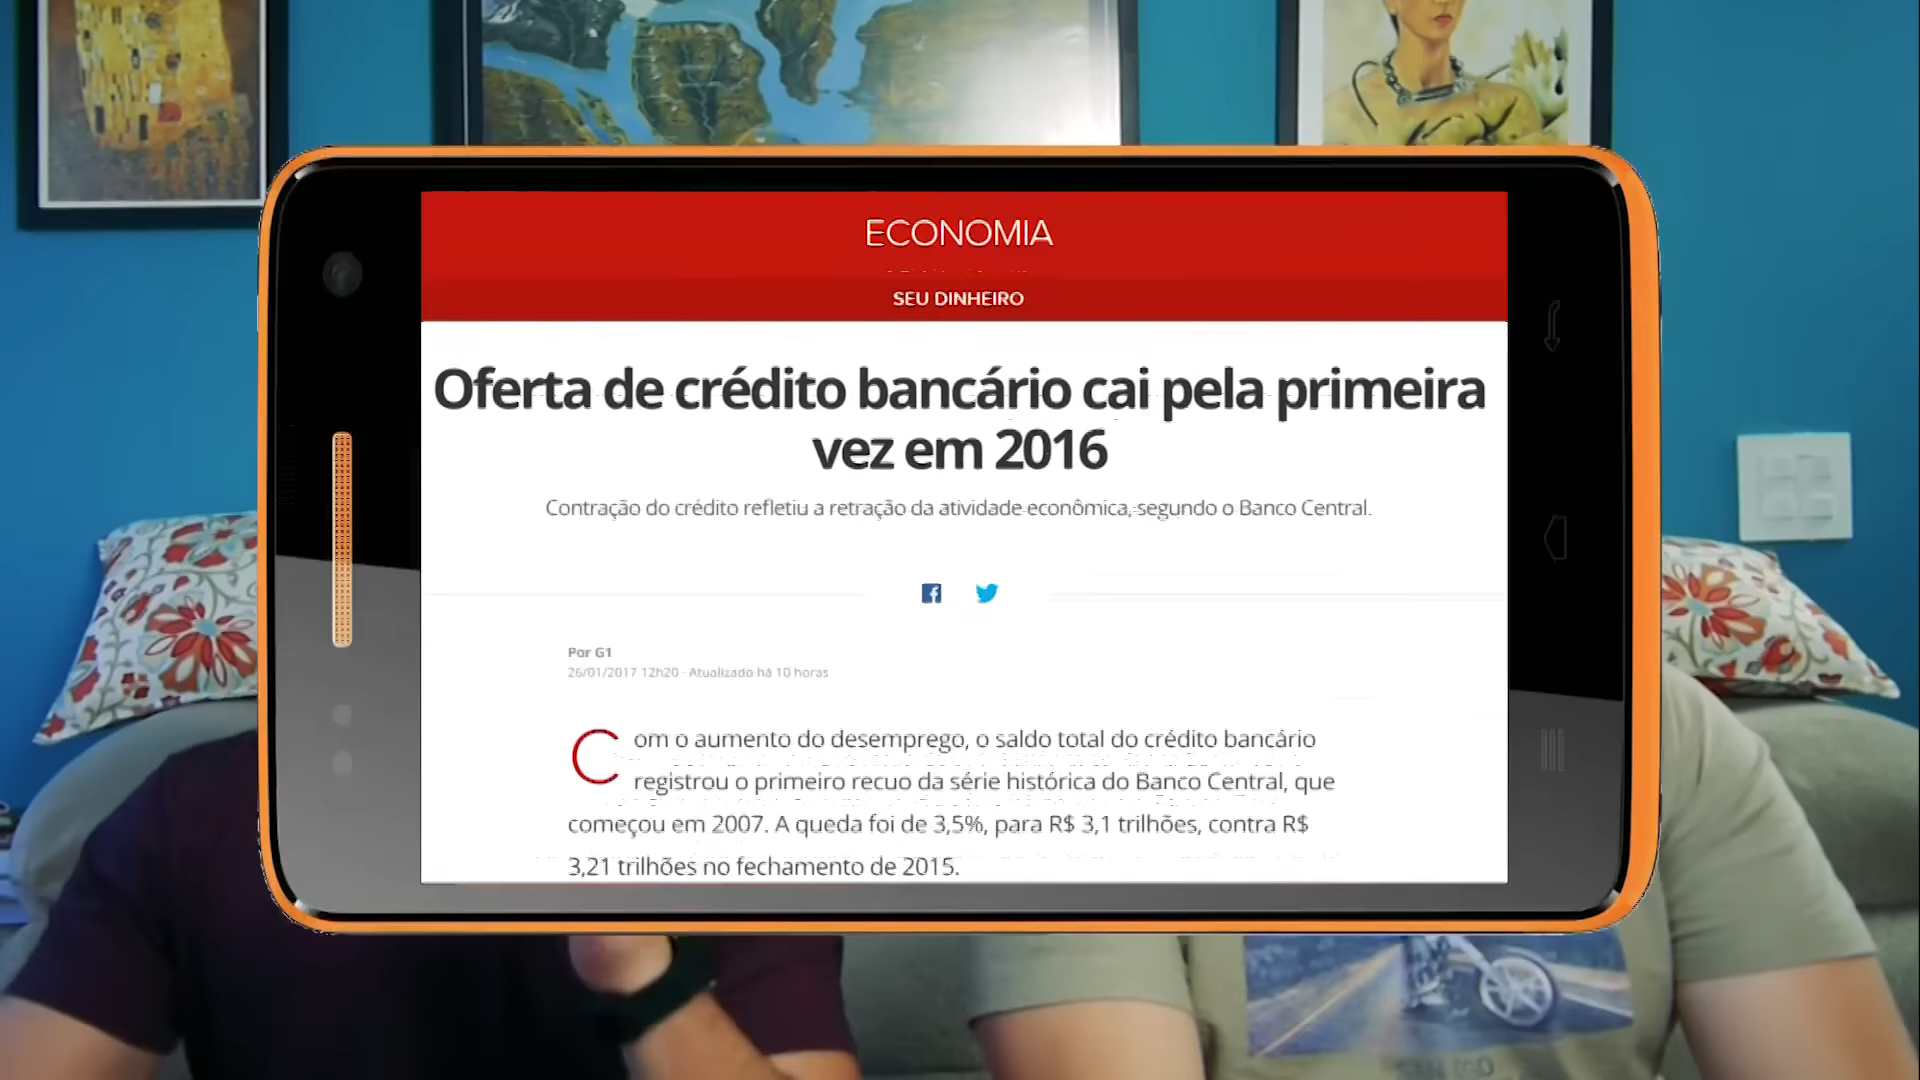 ECONOMIA
SEU DINHEIRO
Oferta de crédito bancário cai pela primeira
vez em 2016
Contração do crédito refletiu a retração da atividade econômica, segundo o Banco Central.
Por G1
26/01/2017 12h20 · Atualizado há 10 horas
Com o aumento do desemprego, o saldo total do crédito bancário
registrou o primeiro recuo da série histórica do Banco Central, que
começou em 2007. A queda foi de 3,5%, para R$ 3,1 trilhões, contra R$
3,21 trilhões no fechamento de 2015.